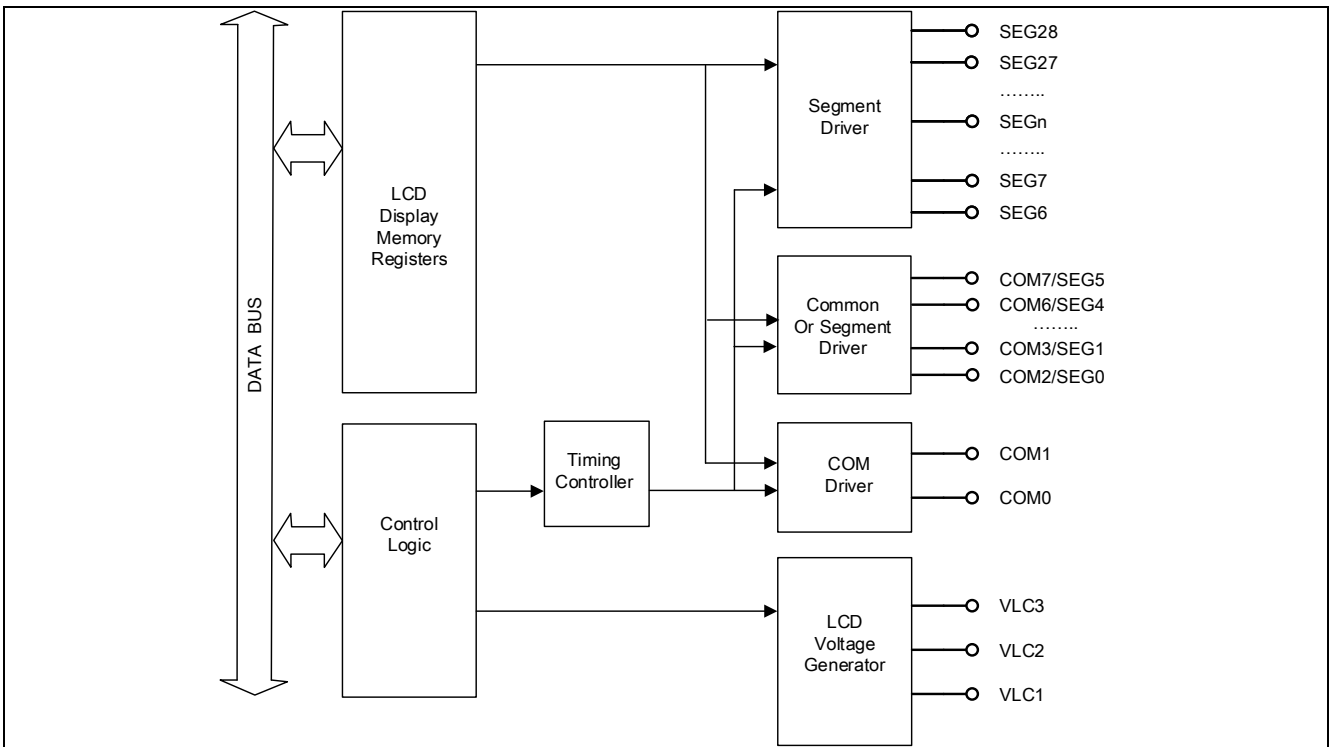 DATA BUS
LCD
Display
Memory
Registers
Control
Logic
Timing
Controller
Segment
Driver
SEG28
SEG27
........
SEGn
........
SEG7
SEG6
Common
Or Segment
Driver
COM7/SEG5
COM6/SEG4
........
COM3/SEG1
COM2/SEG0
COM
Driver
COM1
COM0
LCD
Voltage
Generator
VLC3
VLC2
VLC1